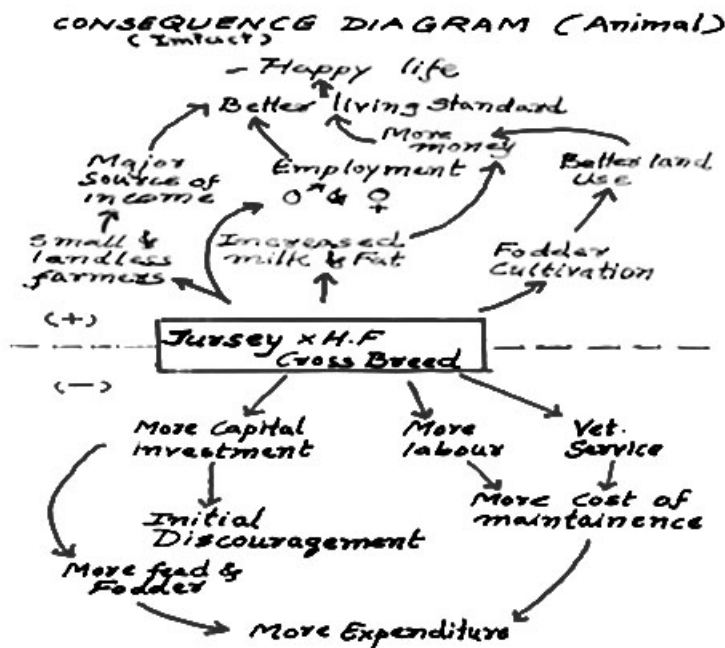 CONSEQUENCE DIAGRAM (Animal)
(Imtact)
- Happy life
Better living standard
More
money
Major
Source of
income
Employment
♂ & ♀
Better land
Use
Small &
landless
farmers
Increased
milk & Fat
Fodder
Cultivation
(+)
Jursey × H.F
Cross Breed
(-)
More Capital
investment
More
labour
Vet.
Service
More Cost of
maintainence
Initial
Discouragement
More feed &
Fodder
More Expenditure